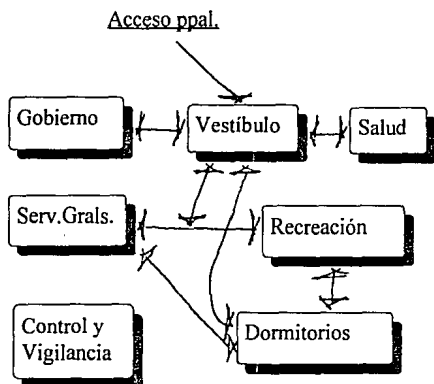 Acceso ppal.
Gobierno
Vestíbulo
Salud
Serv.Grals.
Recreación
Control y
Vigilancia
Dormitorios